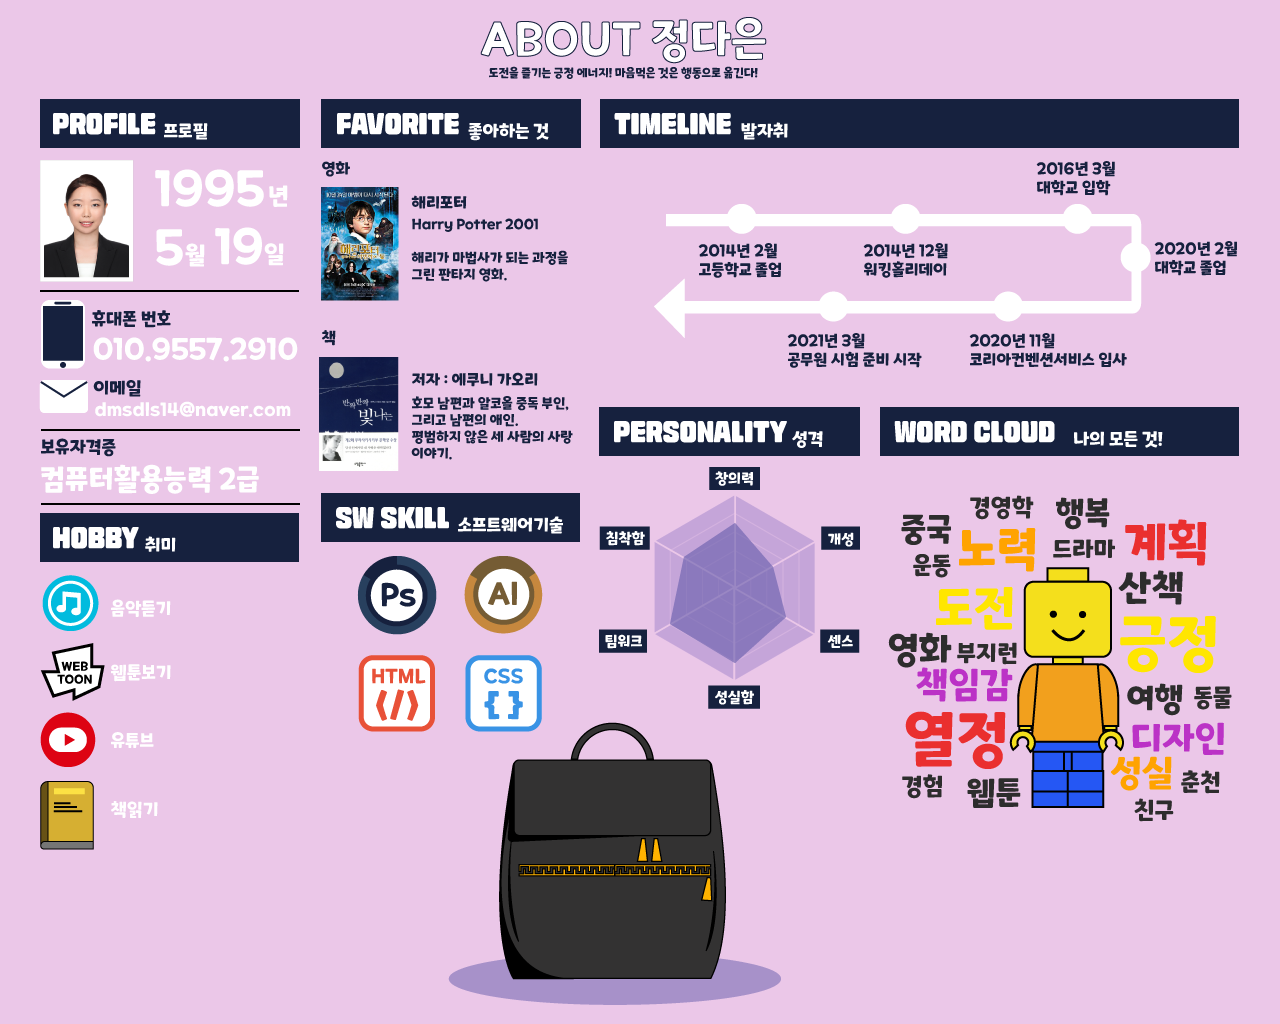 ABOUT 정다은
도전을 즐기는 긍정 에너지! 마음먹은 것은 행동으로 옮긴다!
PROFILE 프로필
1995년
5월 19일
휴대폰 번호
010.9557.2910
이메일
dmsdls14@naver.com
보유자격증
컴퓨터활용능력 2급
HOBBY 취미
음악듣기
WEB
TOON
웹툰보기
유튜브
책읽기
FAVORITE 좋아하는 것
영화
해리포터
해리포터
Harry Potter 2001
해리가 마법사가 되는 과정을
그린 판타지 영화.
책
반짝반짝
빛나는
저자 : 에쿠니 가오리
호모 남편과 알코올 중독 부인,
그리고 남편의 애인.
평범하지 않은 세 사람의 사랑
이야기.
SW SKILL 소프트웨어기술
Ps
AI
HTML
</>
CSS
{ }
TIMELINE 발자취
2016년 3월
대학교 입학
2014년 2월
고등학교 졸업
2014년 12월
워킹홀리데이
2020년 2월
대학교 졸업
2021년 3월
공무원 시험 준비 시작
2020년 11월
코리아컨벤션서비스 입사
PERSONALITY 성격
창의력
침착함
개성
팀워크
센스
성실함
WORD CLOUD 나의 모든 것!
경영학
행복
중국
노력
드라마
계획
운동
산책
도전
긍정
영화
부지런
책임감
여행
동물
열정
디자인
성실
경험
웹툰
춘천
친구